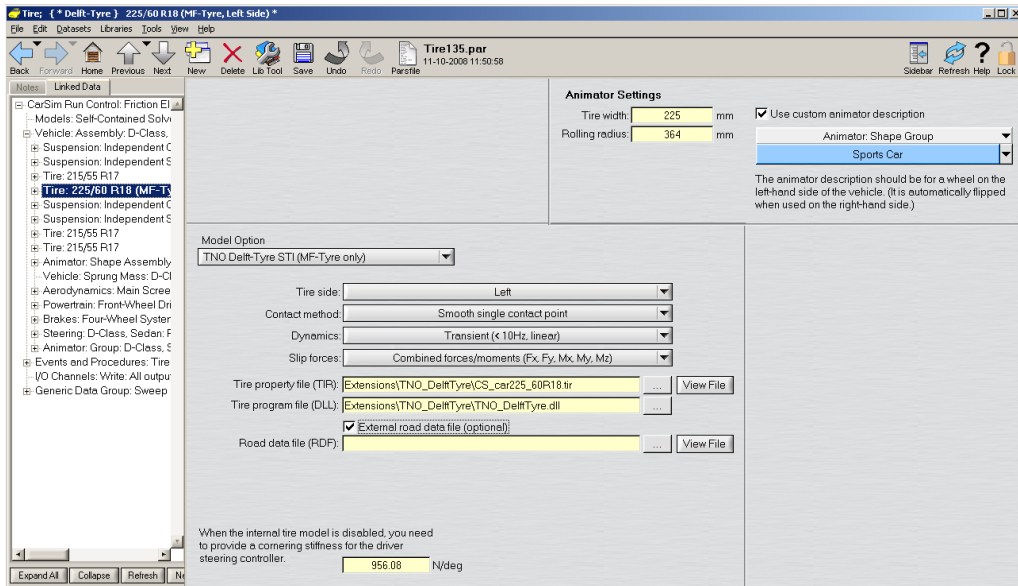 Tire; { * Delft-Tyre } 225/60 R18 (MF-Tyre, Left Side) *
File Edit Datasets Libraries Tools View Help
Back Forward Home Previous Next New Delete Lib Tool Save Undo Redo Parsfile
Tire135.par
11-10-2008 11:50:58
Sidebar Refresh Help Lock
Notes Linked Data
CarSim Run Control: Friction El
Models: Self-Contained Solv
Vehicle: Assembly: D-Class,
Suspension: Independent C
Suspension: Independent S
Tire: 215/55 R17
Tire: 225/60 R18 (MF-Ty
Suspension: Independent C
Suspension: Independent S
Tire: 215/55 R17
Tire: 215/55 R17
Animator: Shape Assembly
Vehicle: Sprung Mass: D-Cl
Aerodynamics: Main Scree
Powertrain: Front-Wheel Dri
Brakes: Four-Wheel System
Steering: D-Class, Sedan: F
Animator: Group: D-Class, S
Events and Procedures: Tire
I/O Channels: Write: All outpu
Generic Data Group: Sweep
Expand All Collapse Refresh Ne
Animator Settings
Tire width: 225 mm
Rolling radius: 364 mm
Use custom animator description
Animator: Shape Group
Sports Car
The animator description should be for a wheel on the
left-hand side of the vehicle. (It is automatically flipped
when used on the right-hand side.)
Model Option
TNO Delft-Tyre STI (MF-Tyre only)
Tire side: Left
Contact method: Smooth single contact point
Dynamics: Transient (< 10Hz, linear)
Slip forces: Combined forces/moments (Fx, Fy, Mx, My, Mz)
Tire property file (TIR): Extensions\TNO_DelftTyre\CS_car225_60R18.tir ... View File
Tire program file (DLL): Extensions\TNO_DelftTyre\TNO_DelftTyre.dll ...
External road data file (optional)
Road data file (RDF): ... View File
When the internal tire model is disabled, you need
to provide a cornering stiffness for the driver
steering controller. 956.08 N/deg